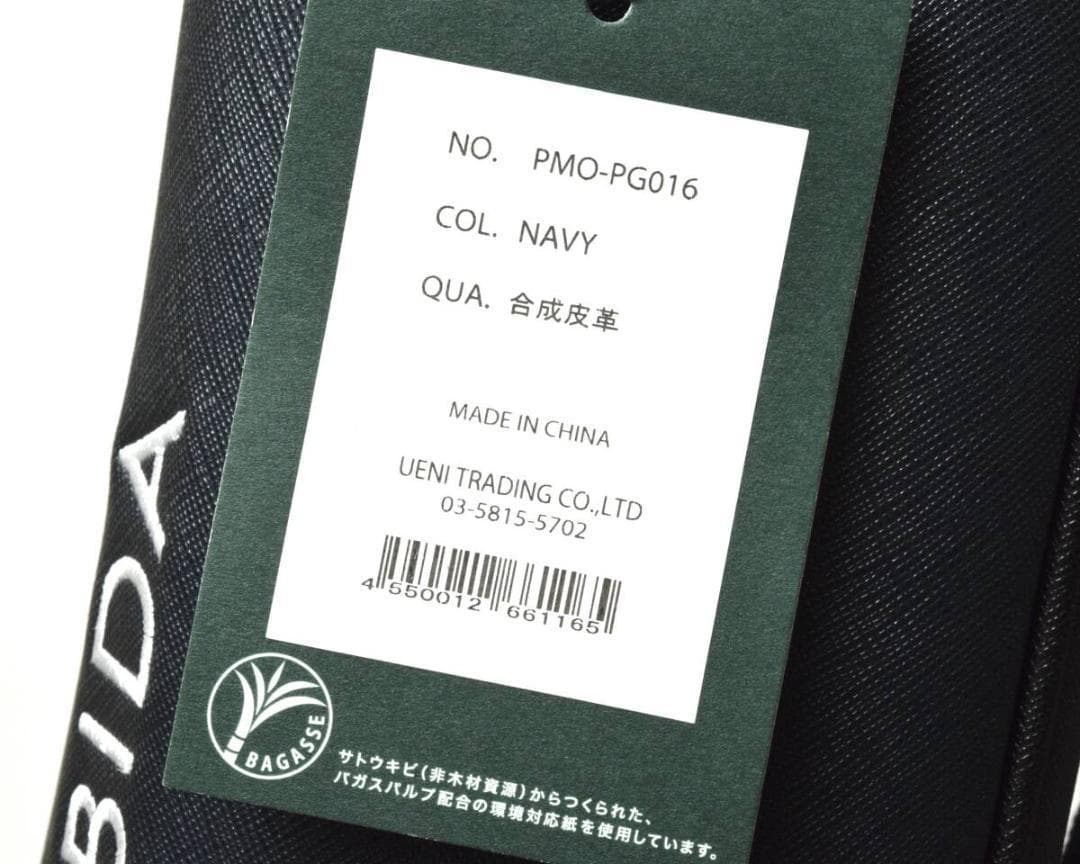 NO. PMO-PG016
COL. NAVY
QUA. 合成皮革
MADE IN CHINA
UENI TRADING CO.,LTD
03-5815-5702
4 550012 661165
BAGASSE
サトウキビ(非木材資源)からつくられた、
バガスパルプ配合の環境対応紙を使用しています。
BIDA